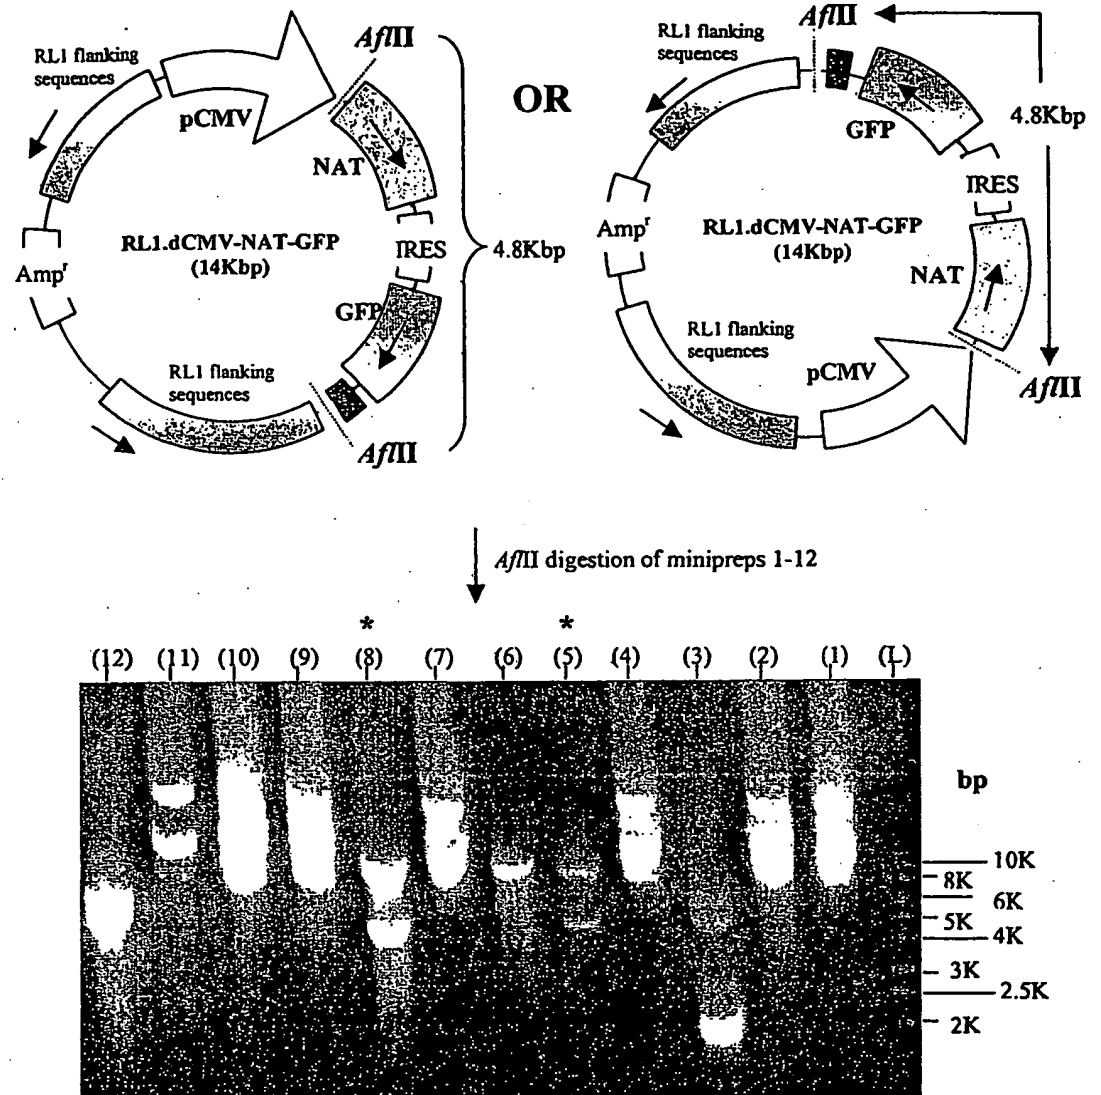 RL1 flanking
sequences
AflII
pCMV
NAT
RL1.dCMV-NAT-GFP
(14Kbp)
IRES
4.8Kbp
Ampr
GFP
RL1 flanking
sequences
AflII
OR
AflII
RL1 flanking
sequences
GFP
4.8Kbp
IRES
Ampr
RL1.dCMV-NAT-GFP
(14Kbp)
NAT
RL1 flanking
sequences
pCMV
AflII
AflII digestion of minipreps 1-12
* *
(12) (11) (10) (9) (8) (7) (6) (5) (4) (3) (2) (1) (L)
bp
10K
8K
6K
5K
4K
3K
2.5K
2K